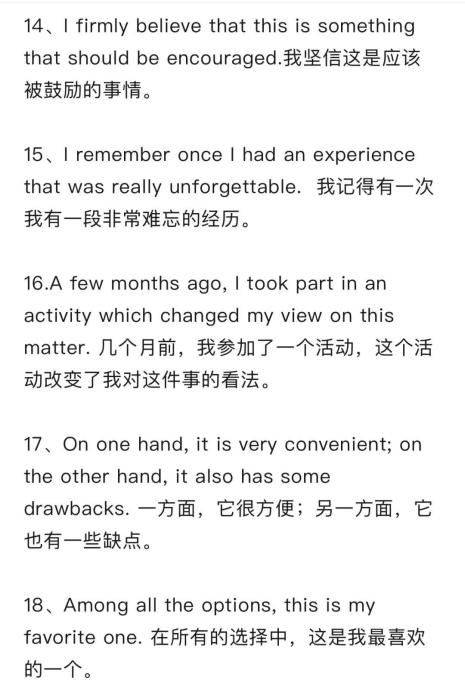 14、I firmly believe that this is something
that should be encouraged.我坚信这是应该
被鼓励的事情。
15、I remember once I had an experience
that was really unforgettable. 我记得有一次
我有一段非常难忘的经历。
16.A few months ago, I took part in an
activity which changed my view on this
matter. 几个月前，我参加了一个活动，这个活
动改变了我对这件事的看法。
17、On one hand, it is very convenient; on
the other hand, it also has some
drawbacks. 一方面，它很方便；另一方面，它
也有一些缺点。
18、Among all the options, this is my
favorite one. 在所有的选择中，这是我最喜欢
的一个。